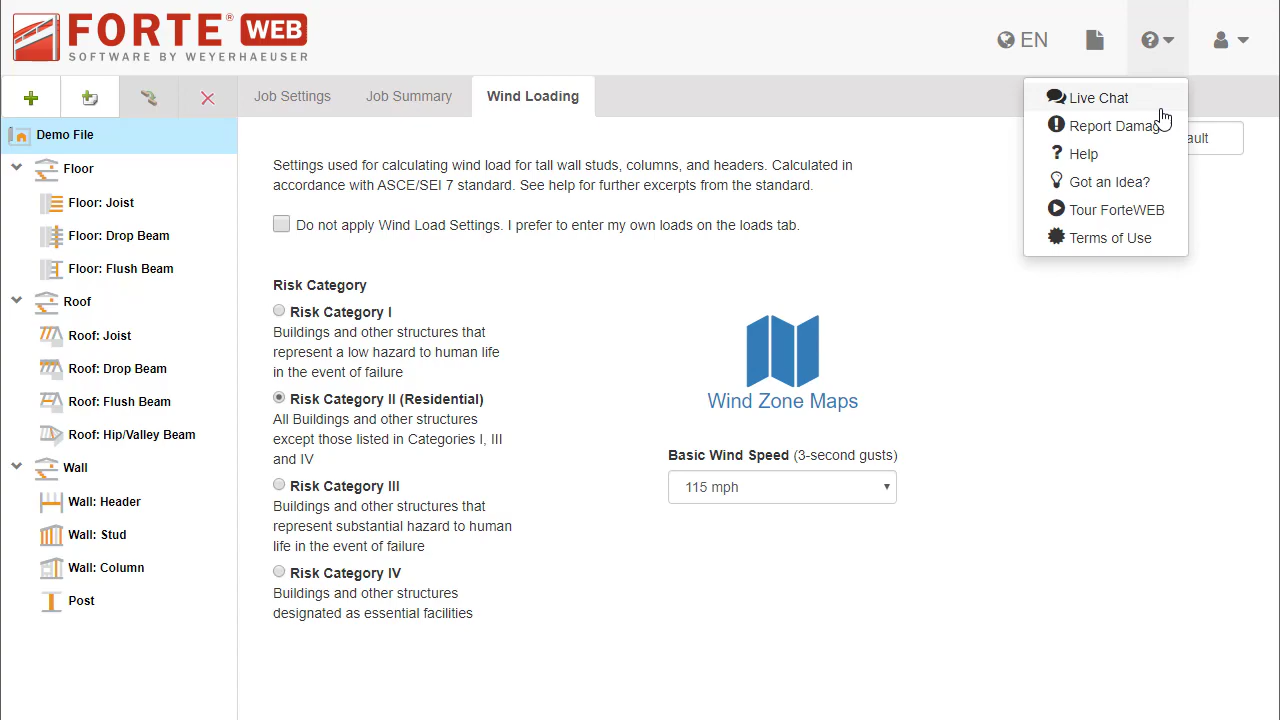 FORTE® WEB
SOFTWARE BY WEYERHAEUSER
EN
Job Settings
Job Summary
Wind Loading
Live Chat
Report Damag
Help
Got an Idea?
Tour ForteWEB
Terms of Use
ault
Demo File
Floor
Floor: Joist
Floor: Drop Beam
Floor: Flush Beam
Roof
Roof: Joist
Roof: Drop Beam
Roof: Flush Beam
Roof: Hip/Valley Beam
Wall
Wall: Header
Wall: Stud
Wall: Column
Post
Settings used for calculating wind load for tall wall studs, columns, and headers. Calculated in
accordance with ASCE/SEI 7 standard. See help for further excerpts from the standard.
Do not apply Wind Load Settings. I prefer to enter my own loads on the loads tab.
Risk Category
Risk Category I
Buildings and other structures that
represent a low hazard to human life
in the event of failure
Risk Category II (Residential)
All Buildings and other structures
except those listed in Categories I, III
and IV
Risk Category III
Buildings and other structures that
represent substantial hazard to human
life in the event of failure
Risk Category IV
Buildings and other structures
designated as essential facilities
Wind Zone Maps
Basic Wind Speed (3-second gusts)
115 mph